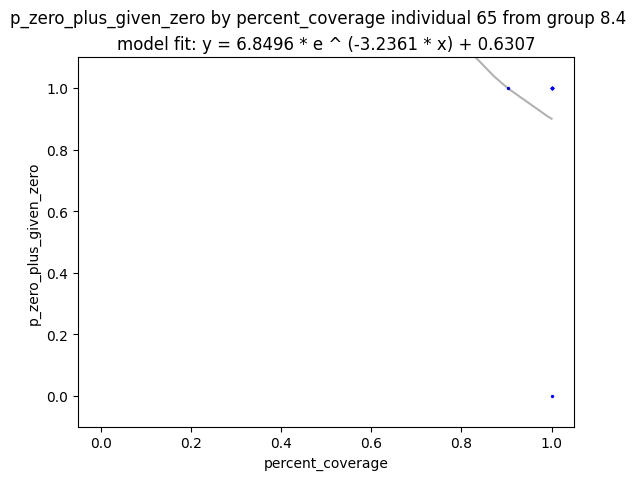 p_zero_plus_given_zero by percent_coverage individual 65 from group 8.4
model fit: y = 6.8496 * e ^ (-3.2361 * x) + 0.6307
1.0
0.8
0.6
0.4
0.2
0.0
p_zero_plus_given_zero
0.0 0.2 0.4 0.6 0.8 1.0
percent_coverage